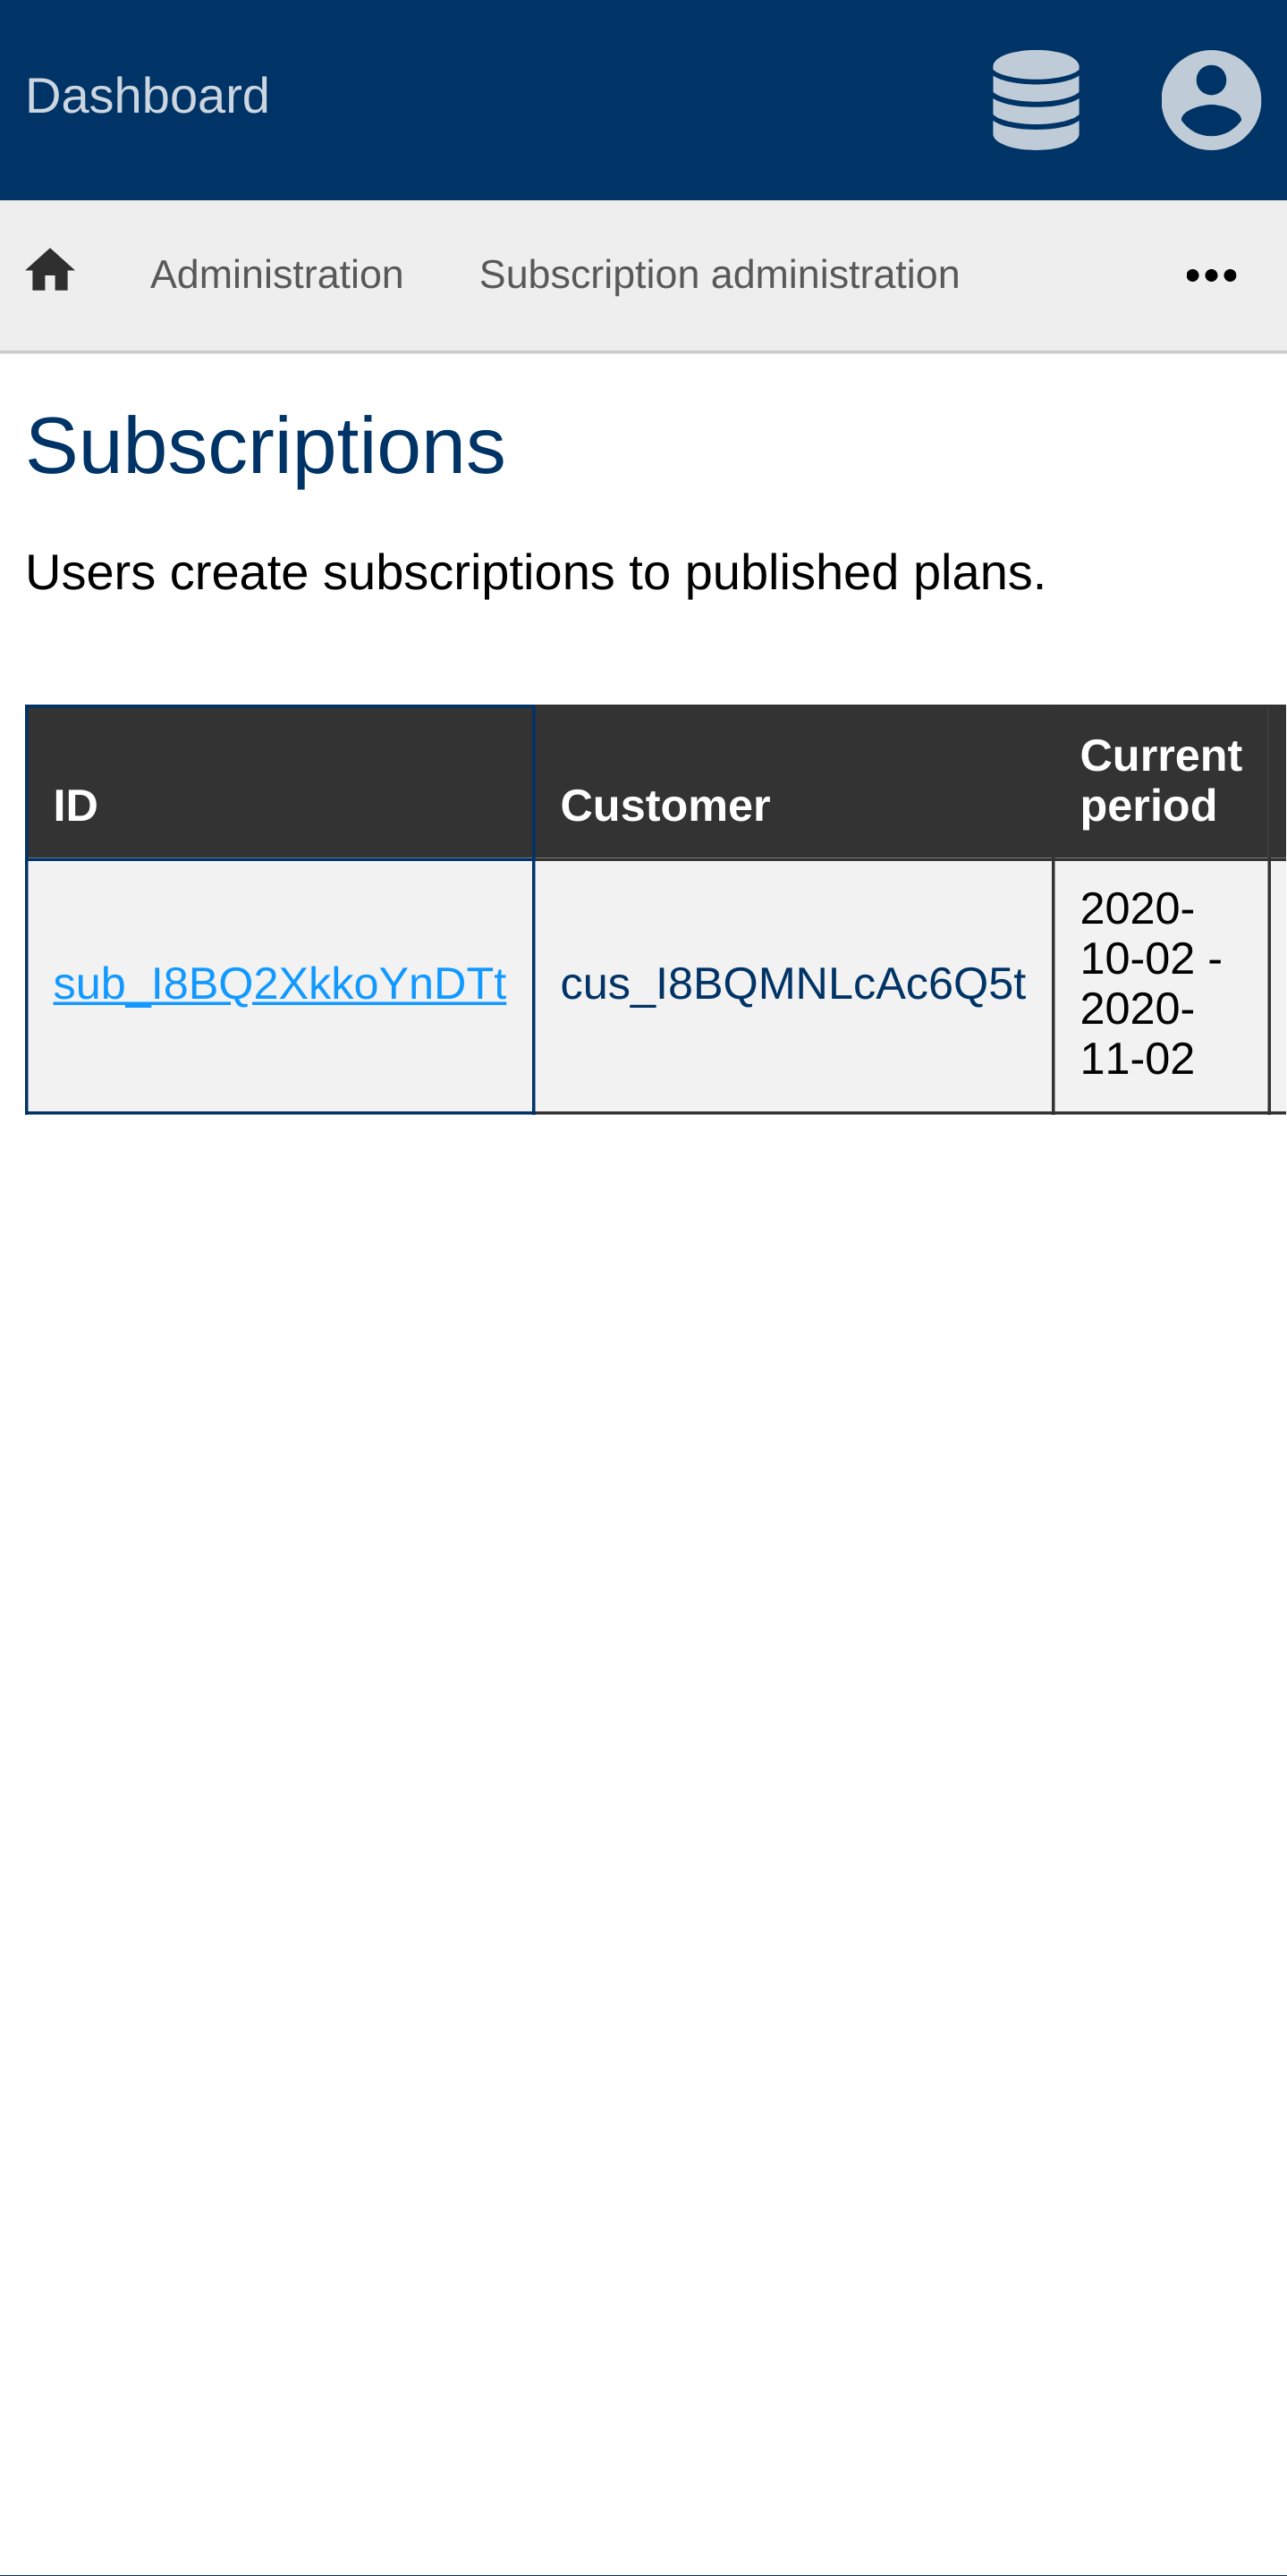 Dashboard
Administration Subscription administration
Subscriptions
Users create subscriptions to published plans.
ID Customer Current period
sub_I8BQ2XkkoYnDTt cus_I8BQMNLcAc6Q5t 2020-
10-02 -
2020-
11-02